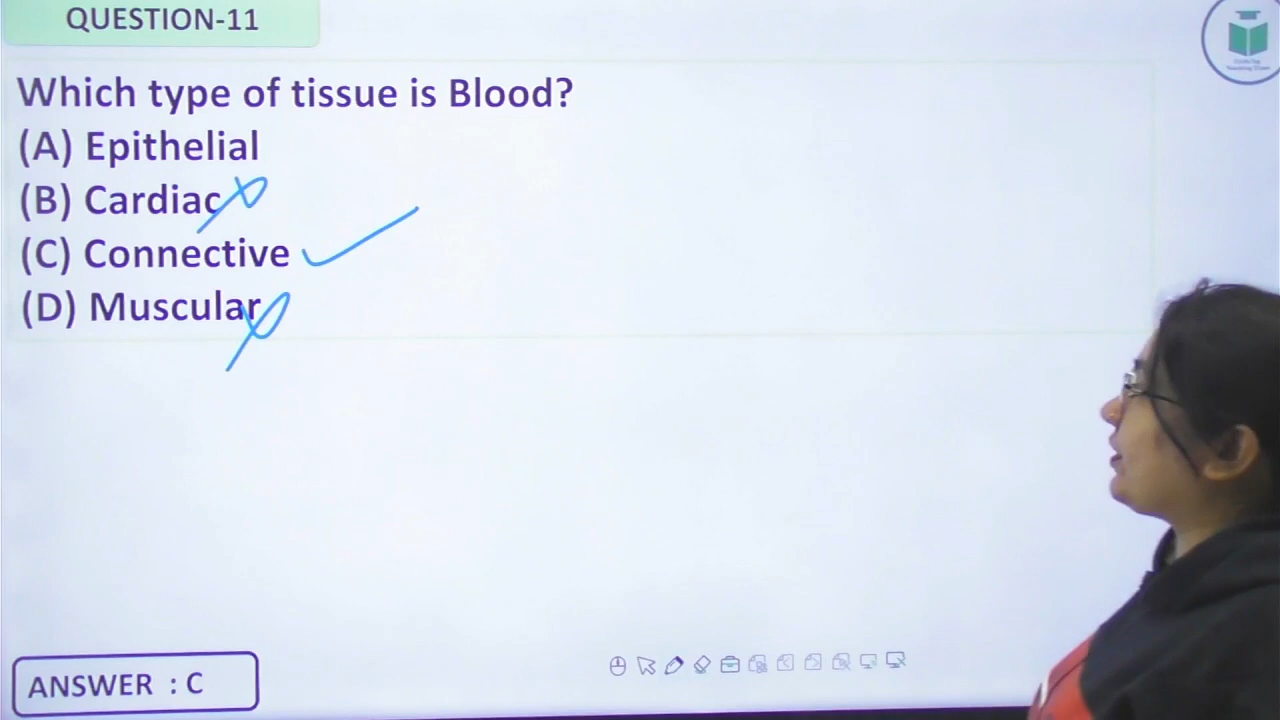 QUESTION-11
Which type of tissue is Blood?
(A) Epithelial
(B) Cardiac
(C) Connective
(D) Muscular
ANSWER : C